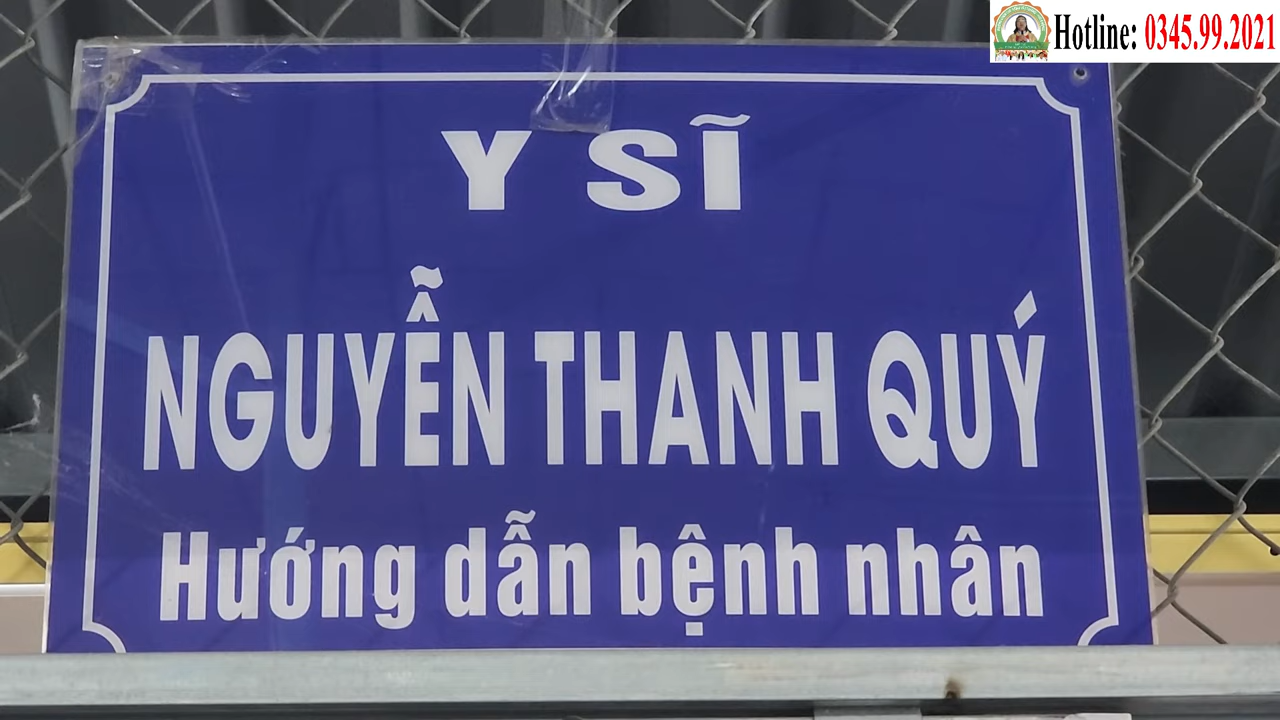 Hotline: 0345.99.2021
Y SĨ
NGUYỄN THANH QUÝ
Hướng dẫn bệnh nhân